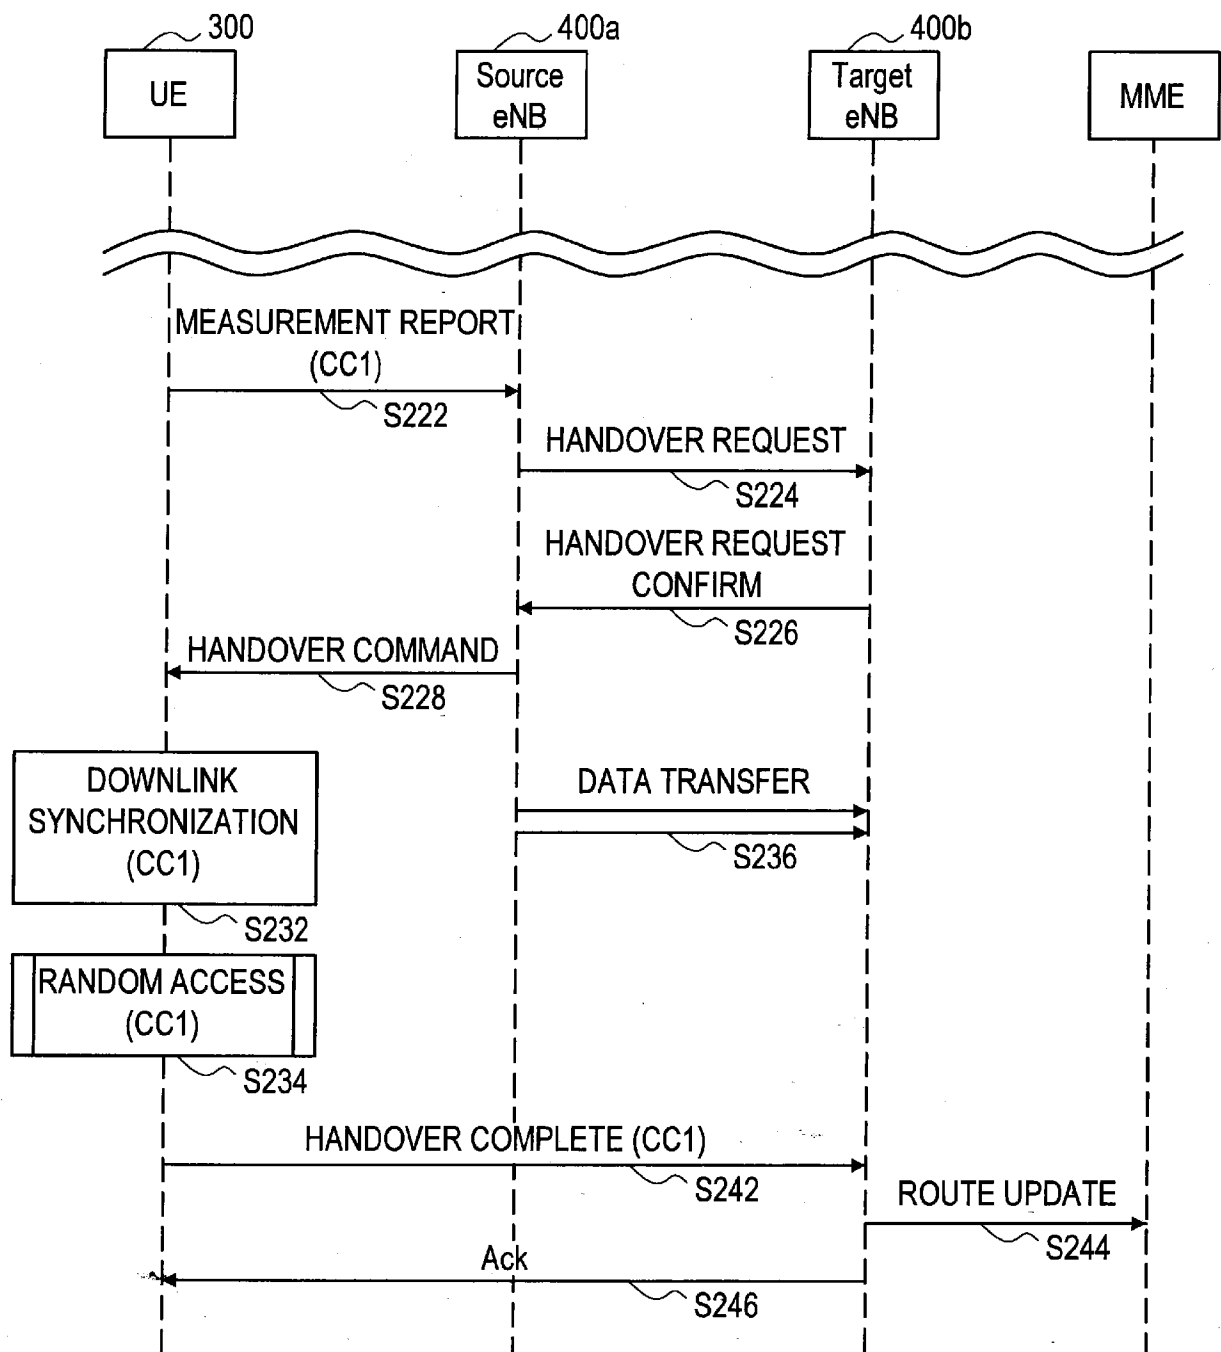 300
400a
400b
UE
Source
eNB
Target
eNB
MME
MEASUREMENT REPORT
(CC1)
S222
HANDOVER REQUEST
S224
HANDOVER REQUEST
CONFIRM
S226
HANDOVER COMMAND
S228
DOWNLINK
SYNCHRONIZATION
(CC1)
S232
DATA TRANSFER
S236
RANDOM ACCESS
(CC1)
S234
HANDOVER COMPLETE (CC1)
S242
ROUTE UPDATE
S244
Ack
S246